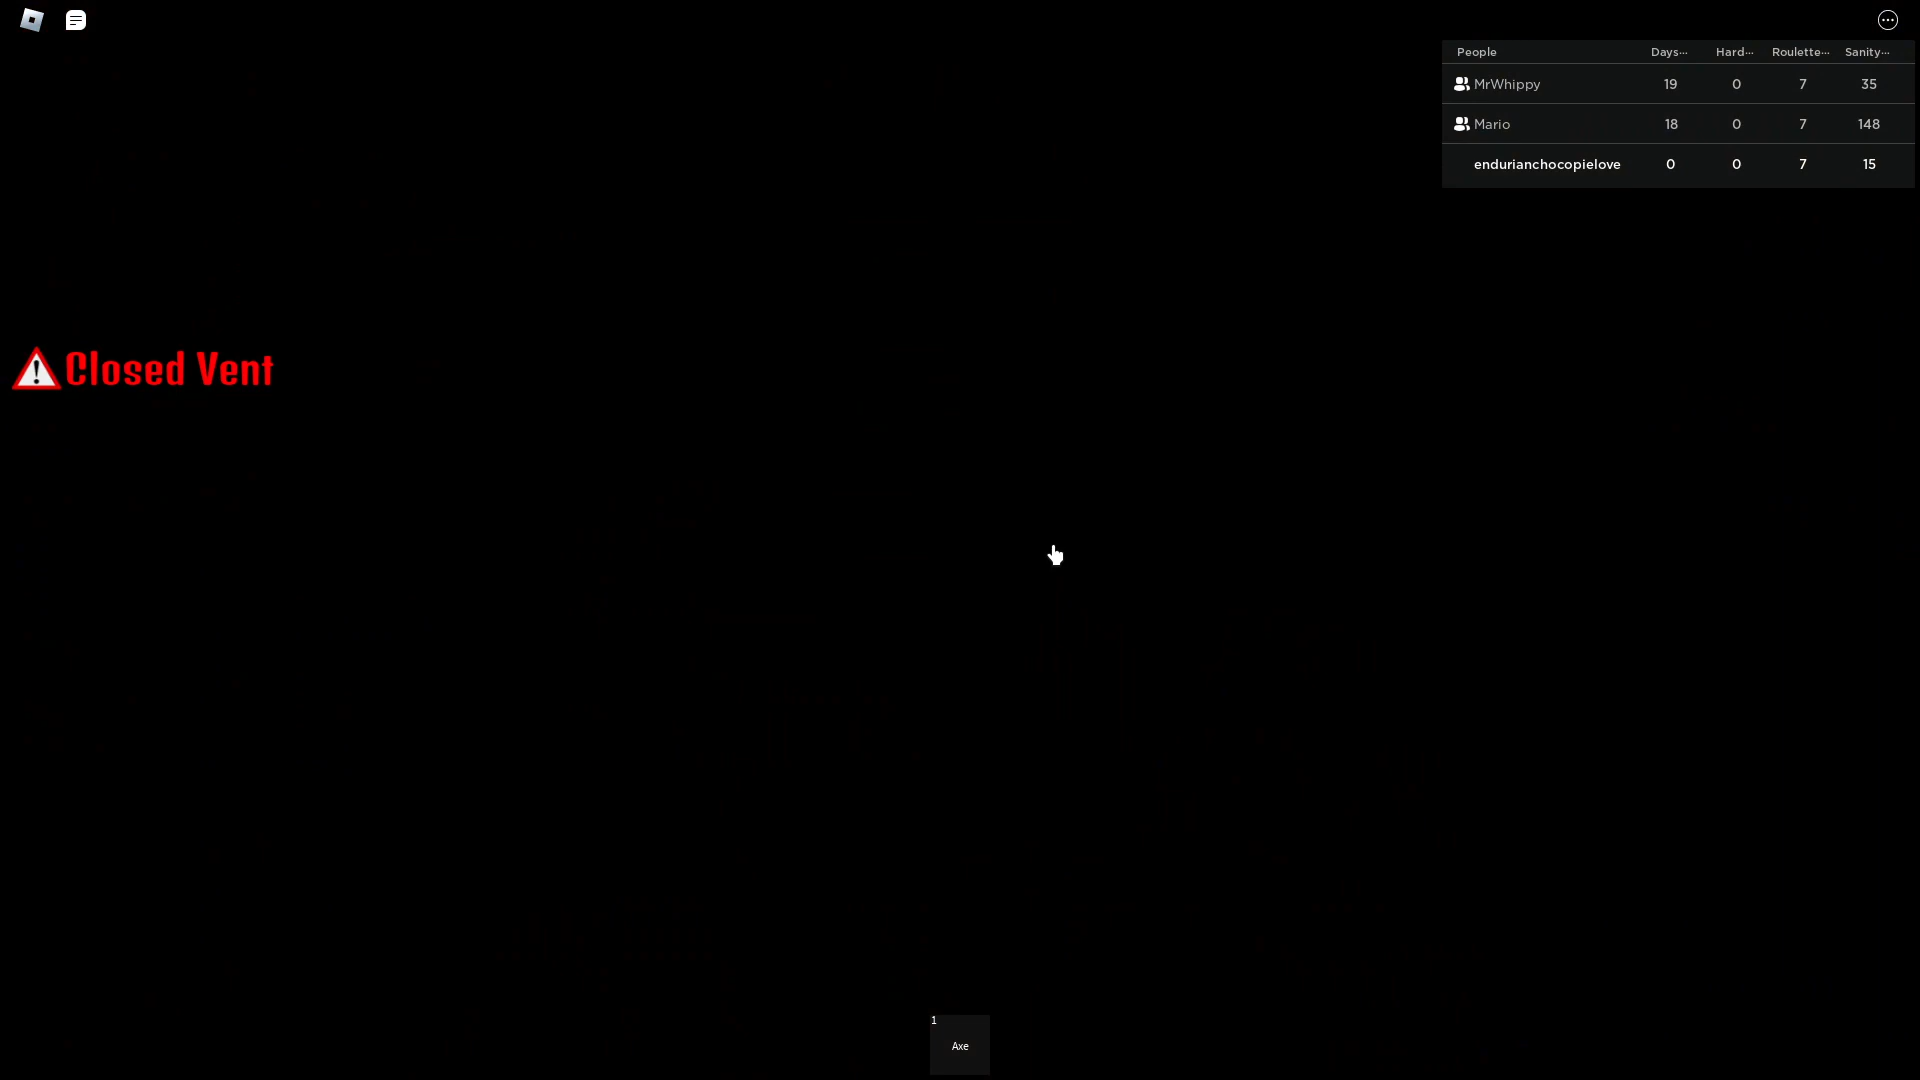 People Days··· Hard··· Roulette··· Sanity···
MrWhippy 19 0 7 35
Mario 18 0 7 148
endurianchocopielove 0 0 7 15
Closed Vent
1
Axe